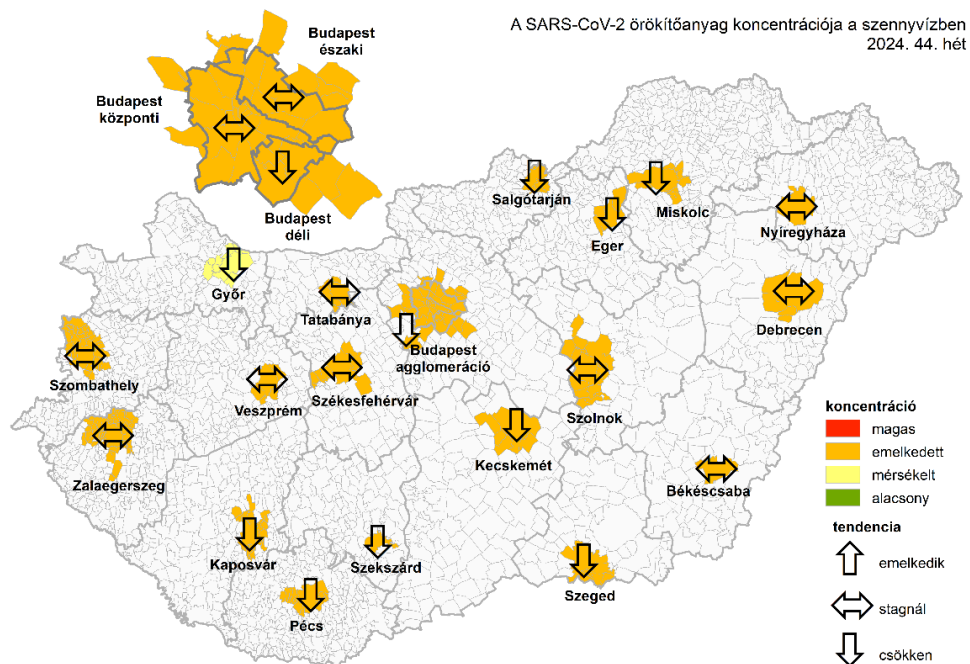 A SARS-CoV-2 örökítőanyag koncentrációja a szennyvízben
2024. 44. hét
Budapest
északi
Budapest
központi
Budapest
déli
Salgótarján
Eger
Miskolc
Nyíregyháza
Győr
Tatabánya
Budapest
agglomeráció
Debrecen
Szombathely
Veszprém
Székesfehérvár
Szolnok
Zalaegerszeg
Kecskemét
Békéscsaba
Kaposvár
Szekszárd
Szeged
Pécs
koncentráció
magas
emelkedett
mérsékelt
alacsony
tendencia
emelkedik
stagnál
csökken